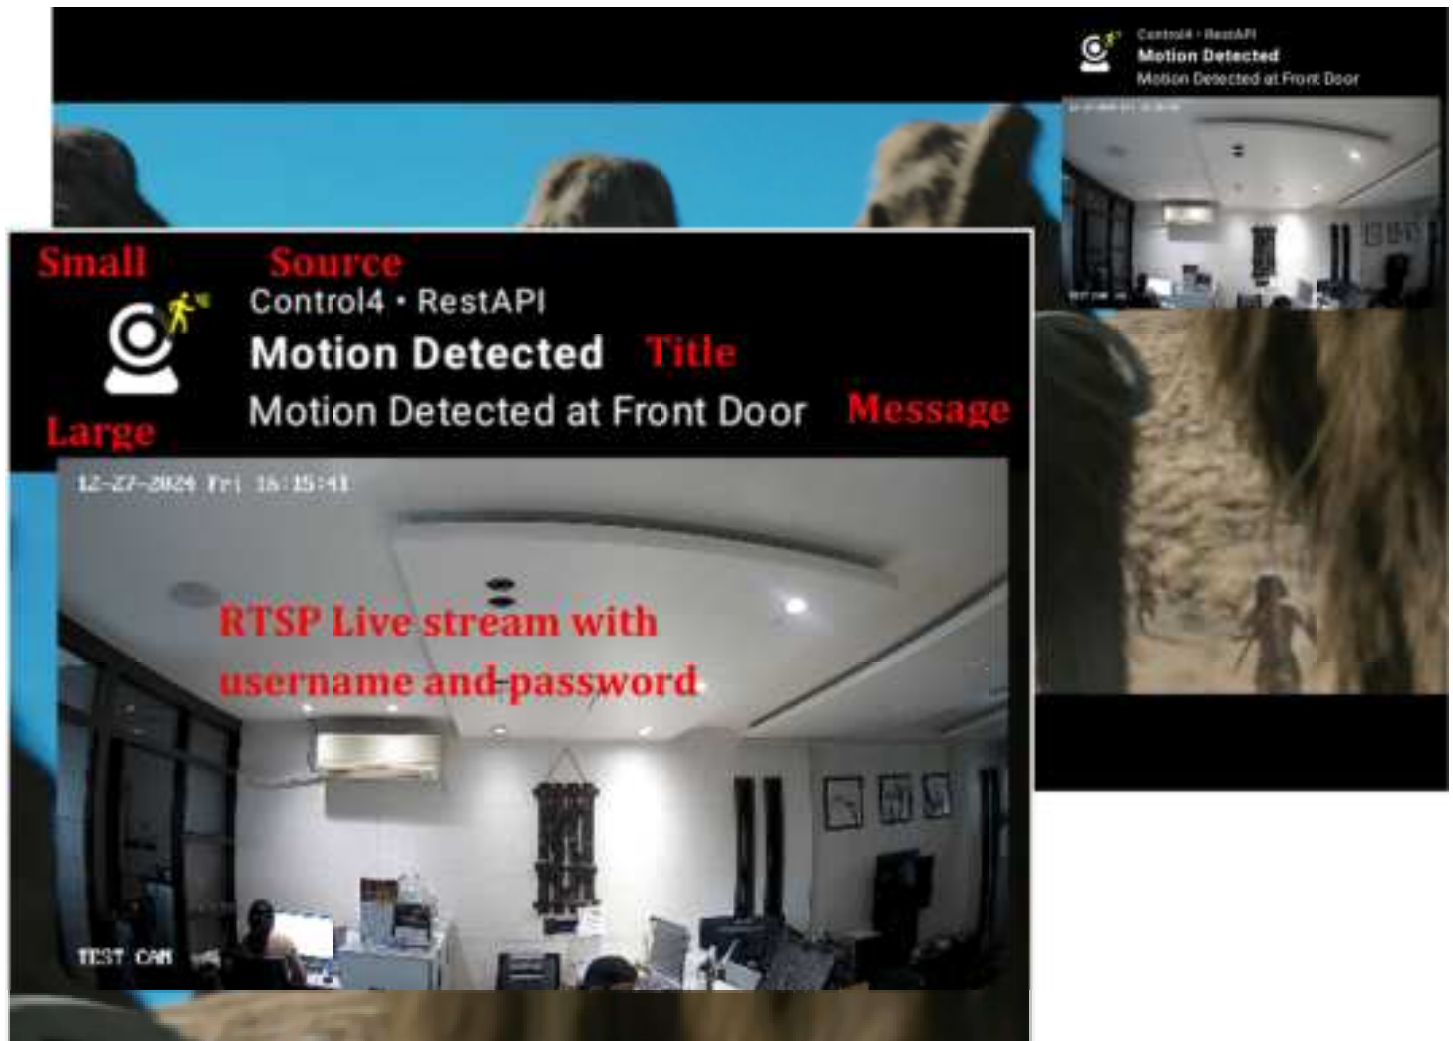 Control4 • RestAPI
Motion Detected
Motion Detected at Front Door
Small
Source
Control4 • RestAPI
Motion Detected
Title
Motion Detected at Front Door
Message
Large
12-27-2024 Fri 16:15:41
RTSP Live stream with
username and password
TEST CAM